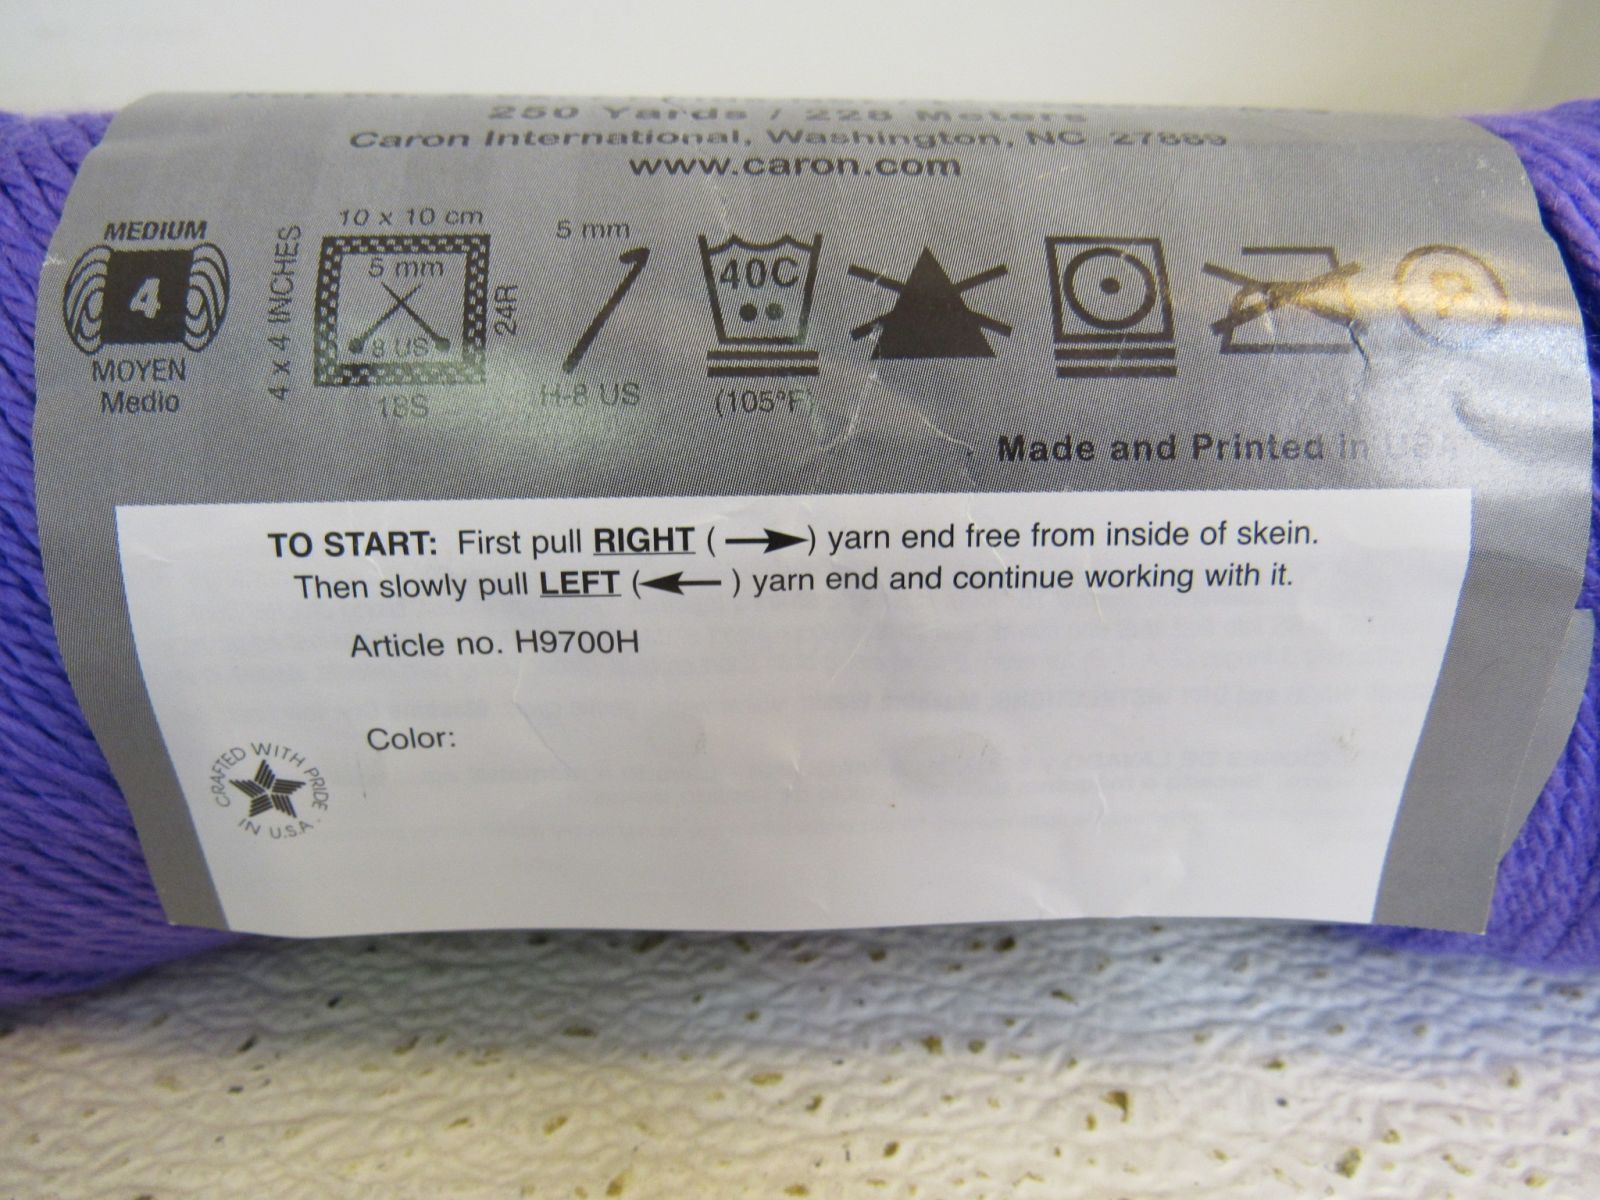 250 Yards / 228 Meters
Caron International, Washington, NC 27889
www.caron.com
MEDIUM
4
MOYEN
Medio
4 x 4 INCHES
10 x 10 cm
5 mm
8 US
24R
18S
5 mm
H-8 US
40C
(105°F)
P
Made and Printed in USA
TO START: First pull RIGHT (→) yarn end free from inside of skein.
Then slowly pull LEFT (←) yarn end and continue working with it.
Article no. H9700H
Color:
CRAFTED WITH PRIDE
IN U.S.A.